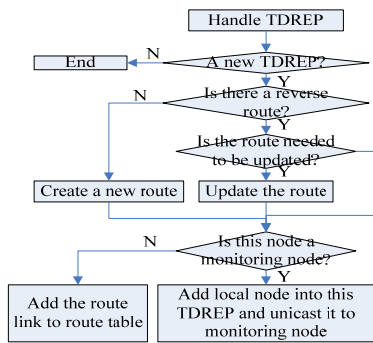 Handle TDREP
N
End
A new TDREP?
Y
N
Is there a reverse
route?
Y
Is the route needed
to be updated?
Y
Create a new route
Update the route
N
Is this node a
monitoring node?
Y
Add the route
link to route table
Add local node into this
TDREP and unicast it to
monitoring node